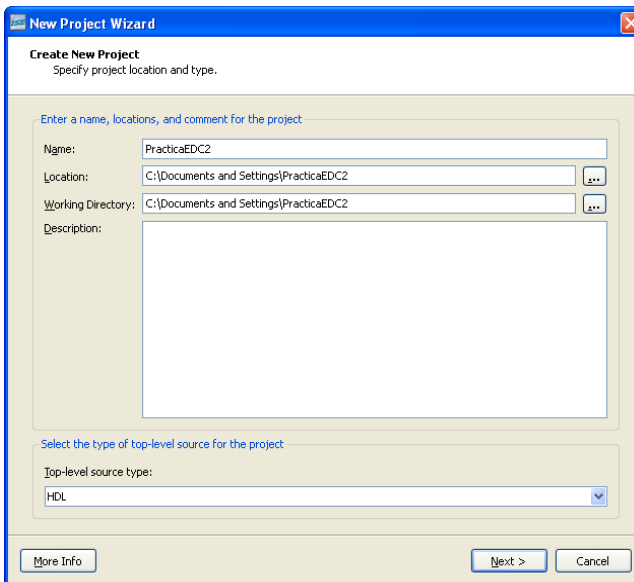 ISE New Project Wizard
Create New Project
Specify project location and type.
Enter a name, locations, and comment for the project
Name: PracticaEDC2
Location: C:\Documents and Settings\PracticaEDC2 ...
Working Directory: C:\Documents and Settings\PracticaEDC2 ...
Description:
Select the type of top-level source for the project
Top-level source type:
HDL
More Info Next > Cancel